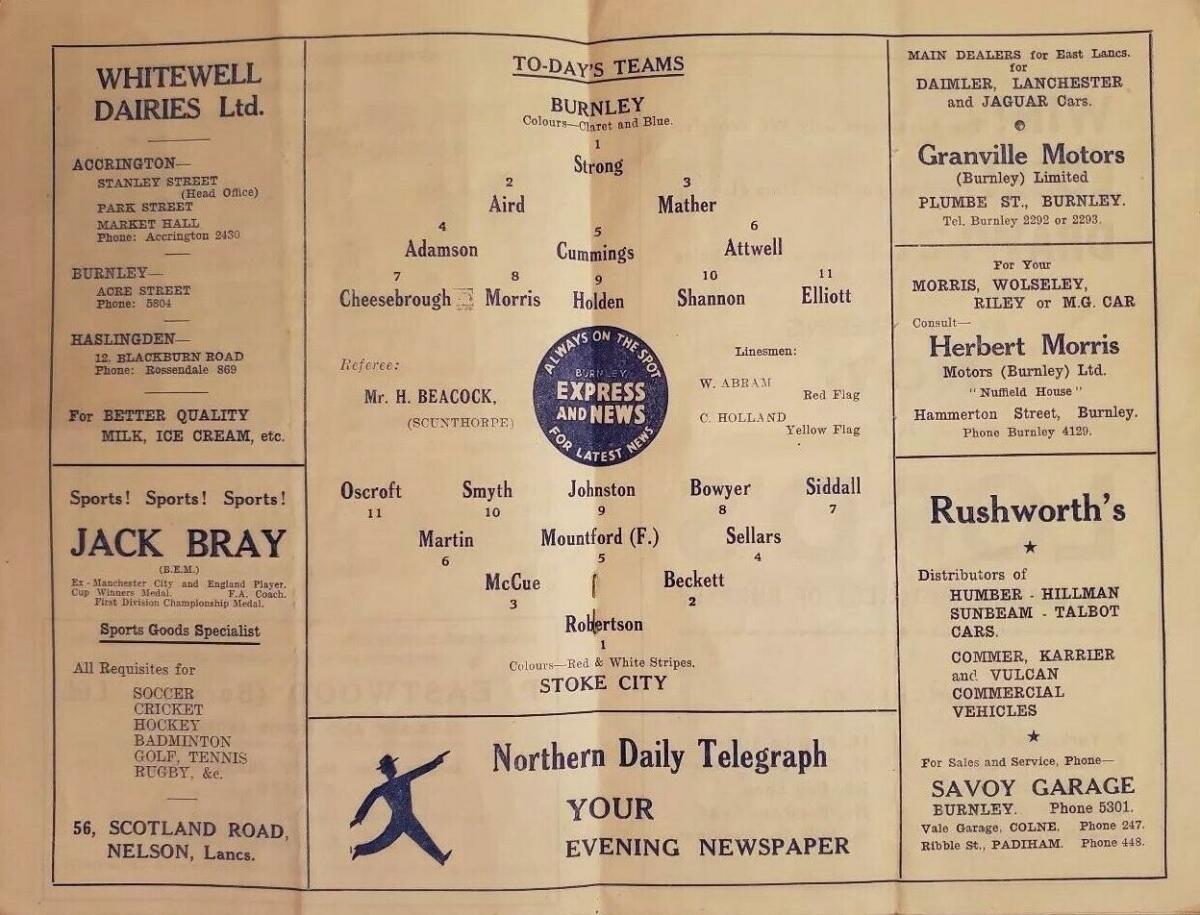 WHITEWELL
DAIRIES Ltd.
ACCRINGTON—
STANLEY STREET
(Head Office)
PARK STREET
MARKET HALL
Phone: Accrington 2430
BURNLEY—
ACRE STREET
Phone: 5804
HASLINGDEN—
12, BLACKBURN ROAD
Phone: Rossendale 869
For BETTER QUALITY
MILK, ICE CREAM, etc.
Sports! Sports! Sports!
JACK BRAY
(B.E.M.)
Ex-Manchester City and England Player.
Cup Winners Medal. F.A. Coach.
First Division Championship Medal.
Sports Goods Specialist
All Requisites for
SOCCER
CRICKET
HOCKEY
BADMINTON
GOLF, TENNIS
RUGBY, &c.
56, SCOTLAND ROAD,
NELSON, Lancs.
TO-DAY'S TEAMS
BURNLEY
Colours—Claret and Blue.
1
Strong
2 3
Aird Mather
4 5 6
Adamson Cummings Attwell
7 8 9 10 11
Cheesebrough Morris Holden Shannon Elliott
Referee:
Mr. H. BEACOCK,
(SCUNTHORPE)
ALWAYS ON THE SPOT
BURNLEY
EXPRESS
AND NEWS
FOR LATEST NEWS
Linesmen:
W. ABRAM
Red Flag
C. HOLLAND
Yellow Flag
Oscroft Smyth Johnston Bowyer Siddall
11 10 9 8 7
Martin Mountford (F.) Sellars
6 5 4
McCue Beckett
3 2
Robertson
1
Colours—Red & White Stripes.
STOKE CITY
Northern Daily Telegraph
YOUR
EVENING NEWSPAPER
MAIN DEALERS for East Lancs.
for
DAIMLER, LANCHESTER
and JAGUAR Cars.
Granville Motors
(Burnley) Limited
PLUMBE ST., BURNLEY.
Tel. Burnley 2292 or 2293.
For Your
MORRIS, WOLSELEY,
RILEY or M.G. CAR
Consult—
Herbert Morris
Motors (Burnley) Ltd.
"Nuffield House"
Hammerton Street, Burnley.
Phone Burnley 4129.
Rushworth's
Distributors of
HUMBER - HILLMAN
SUNBEAM - TALBOT
CARS.
COMMER, KARRIER
and VULCAN
COMMERCIAL
VEHICLES
For Sales and Service, Phone—
SAVOY GARAGE
BURNLEY. Phone 5301.
Vale Garage, COLNE. Phone 247.
Ribble St., PADIHAM. Phone 448.